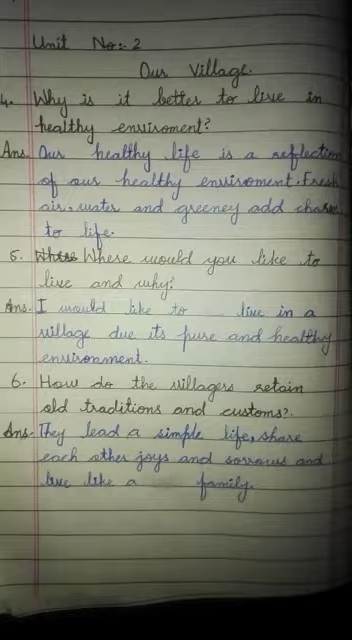 Unit No:- 2
Our Village.
4. Why is it better to live in
healthy enviroment?
Ans. Our healthy life is a reflection
of our healthy enviroment. Fresh
air, water and greeney add charm
to life.
5. Where Where would you like to
live and why?
Ans. I would like to live in a
village due its pure and healthy
environment.
6. How do the villagers retain
old traditions and customs?
Ans. They lead a simple life, share
each other joys and sorrows and
live like a family.